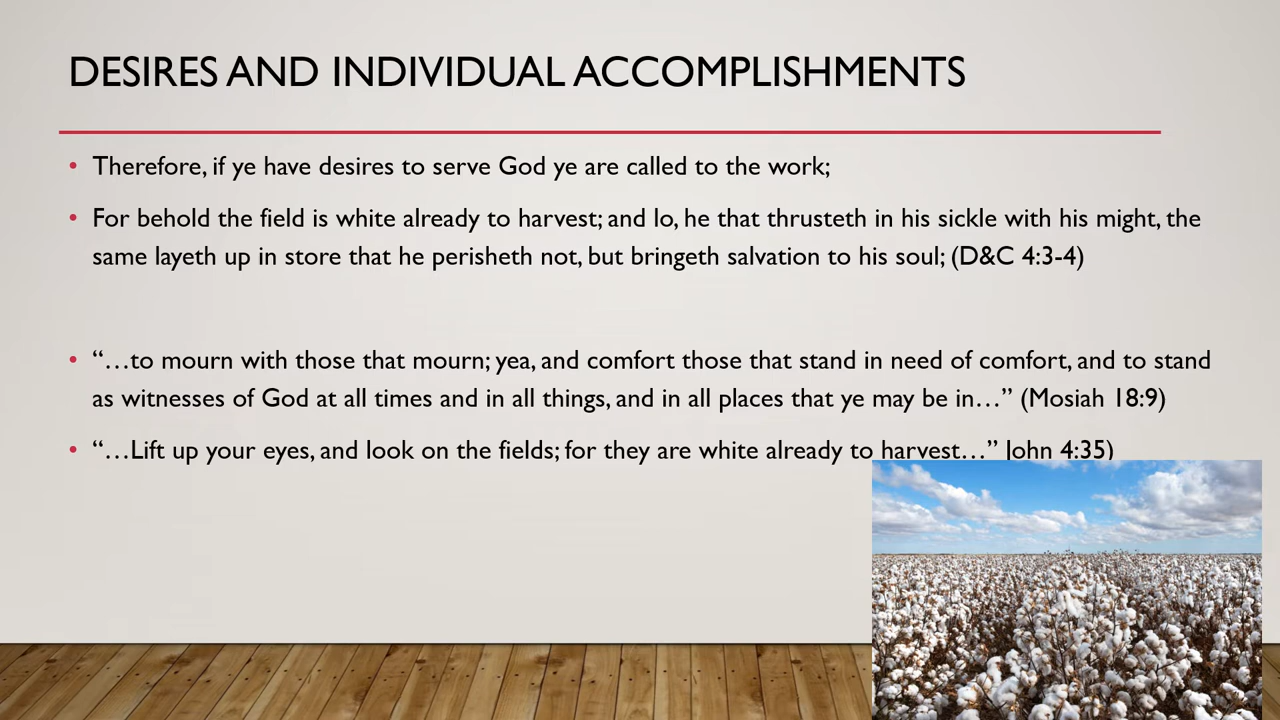 DESIRES AND INDIVIDUAL ACCOMPLISHMENTS
• Therefore, if ye have desires to serve God ye are called to the work;
• For behold the field is white already to harvest; and lo, he that thrusteth in his sickle with his might, the
same layeth up in store that he perisheth not, but bringeth salvation to his soul; (D&C 4:3-4)
• “…to mourn with those that mourn; yea, and comfort those that stand in need of comfort, and to stand
as witnesses of God at all times and in all things, and in all places that ye may be in…” (Mosiah 18:9)
• “…Lift up your eyes, and look on the fields; for they are white already to harvest…” John 4:35)